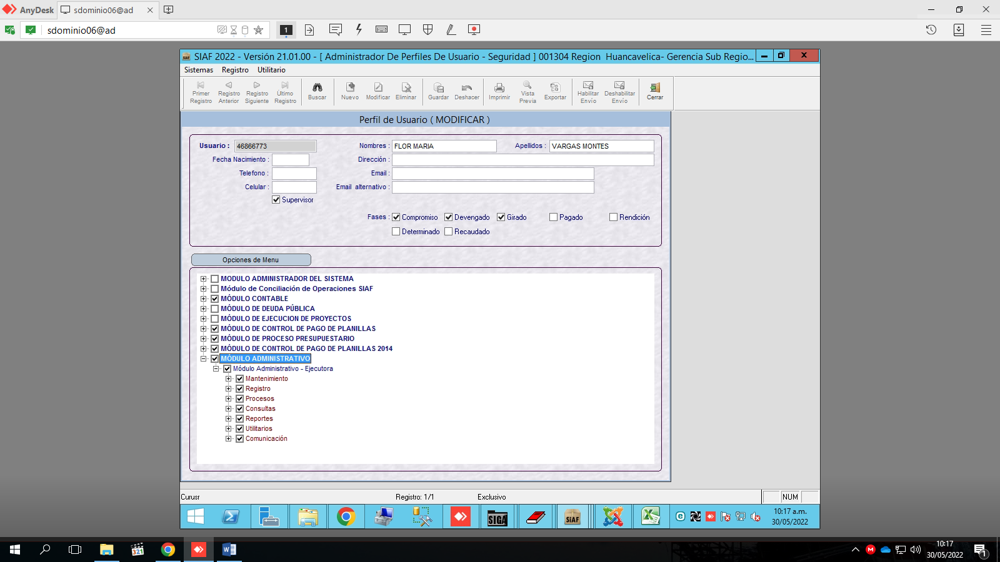 AnyDesk
sdominio06@ad
sdominio06@ad
1
SIAF 2022 - Versión 21.01.00 - [ Administrador De Perfiles De Usuario - Seguridad ] 001304 Region Huancavelica- Gerencia Sub Regio...
Sistemas Registro Utilitario
Primer Registro
Registro Anterior
Registro Siguiente
Último Registro
Buscar
Nuevo
Modificar
Eliminar
Guardar
Deshacer
Imprimir
Vista Previa
Exportar
Habilitar Envío
Deshabilitar Envío
Cerrar
Perfil de Usuario ( MODIFICAR )
Usuario : 46866773 Nombres : FLOR MARIA Apellidos : VARGAS MONTES
Fecha Nacimiento : Dirección :
Telefono : Email :
Celular : Email alternativo :
Supervisor
Fases : Compromiso Devengado Girado Pagado Rendición
Determinado Recaudado
Opciones de Menu
MODULO ADMINISTRADOR DEL SISTEMA
Módulo de Conciliación de Operaciones SIAF
MÓDULO CONTABLE
MÓDULO DE DEUDA PÚBLICA
MÓDULO DE EJECUCION DE PROYECTOS
MÓDULO DE CONTROL DE PAGO DE PLANILLAS
MÓDULO DE PROCESO PRESUPUESTARIO
MÓDULO DE CONTROL DE PAGO DE PLANILLAS 2014
MÓDULO ADMINISTRATIVO
Módulo Administrativo - Ejecutora
Mantenimiento
Registro
Procesos
Consultas
Reportes
Utilitarios
Comunicación
Cursusr Registro: 1/1 Exclusivo NUM
SIGA
SIAF
10:17 a.m.
30/05/2022
321
10:17
30/05/2022
1